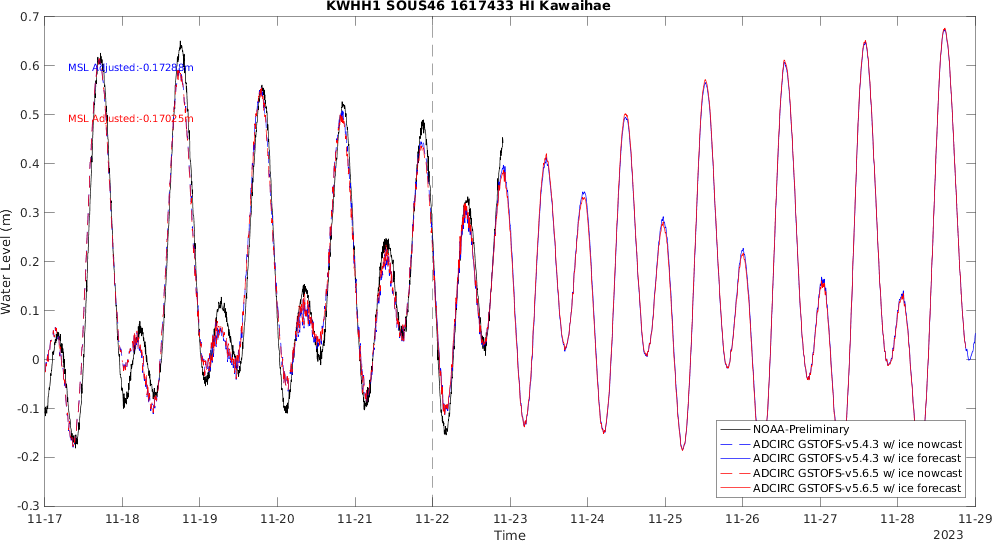 KWHH1 SOUS46 1617433 HI Kawaihae
Water Level (m)
0.7
0.6
0.5
0.4
0.3
0.2
0.1
0
-0.1
-0.2
-0.3
MSL Adjusted:-0.17288m
MSL Adjusted:-0.17025m
NOAA-Preliminary
ADCIRC GSTOFS-v5.4.3 w/ ice nowcast
ADCIRC GSTOFS-v5.4.3 w/ ice forecast
ADCIRC GSTOFS-v5.6.5 w/ ice nowcast
ADCIRC GSTOFS-v5.6.5 w/ ice forecast
11-17 11-18 11-19 11-20 11-21 11-22 11-23 11-24 11-25 11-26 11-27 11-28 11-29
Time
2023